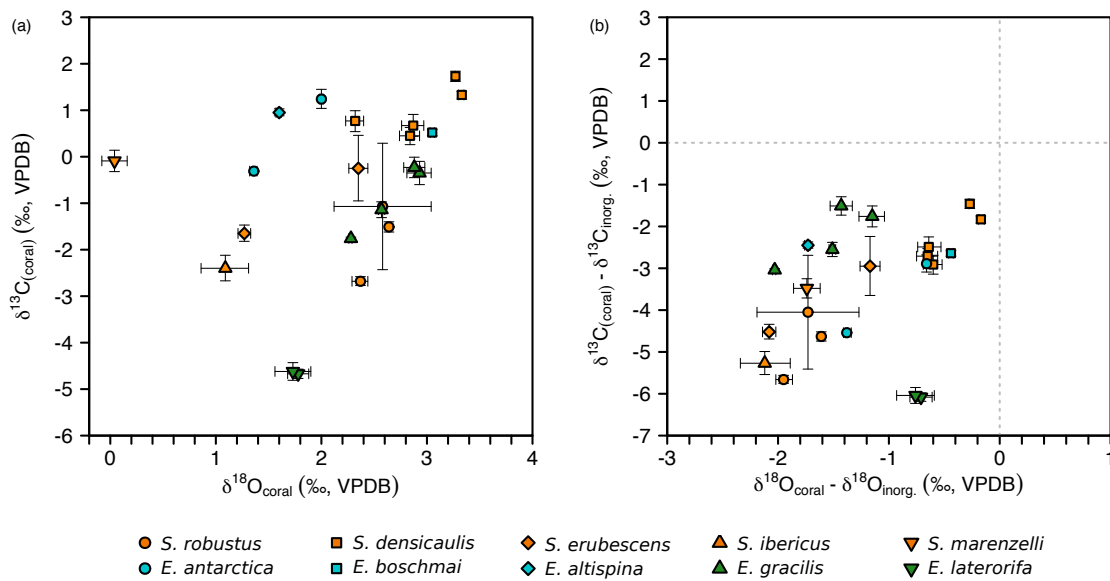 (a)
3
2
1
0
-1
-2
-3
-4
-5
-6
δ¹³C(coral) (‰, VPDB)
0 1 2 3 4
δ¹⁸Ocoral (‰, VPDB)
(b)
3
2
1
0
-1
-2
-3
-4
-5
-6
-7
δ¹³C(coral) - δ¹³Cinorg. (‰, VPDB)
-3 -2 -1 0 1
δ¹⁸Ocoral - δ¹⁸Oinorg. (‰, VPDB)
S. robustus S. densicaulis S. erubescens S. ibericus S. marenzelli
E. antarctica E. boschmai E. altispina E. gracilis E. laterorifa